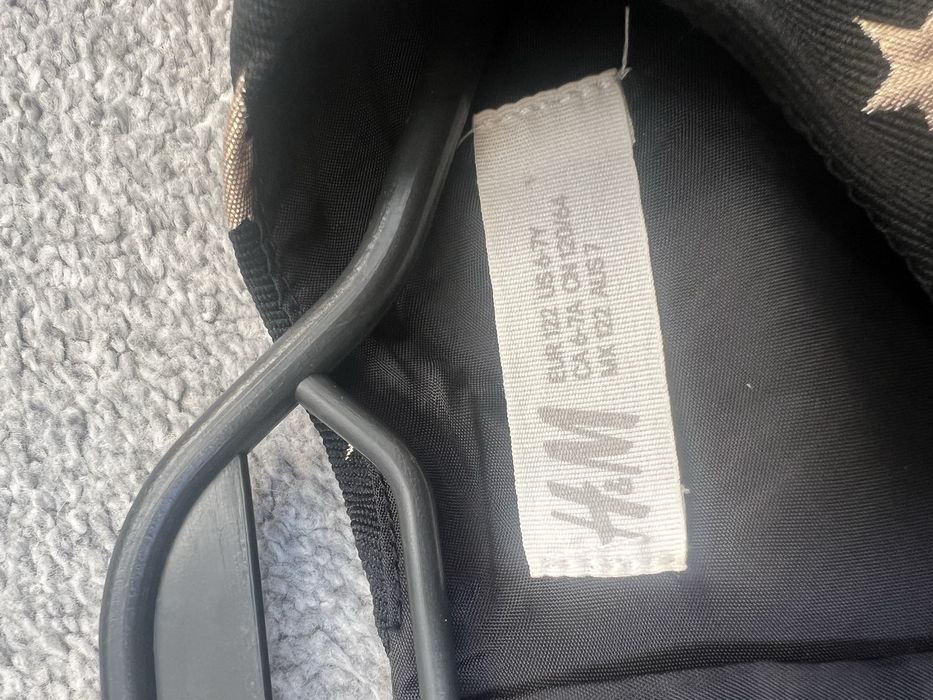 H&M
EUR 122 US 6-7Y
CA 6-7A CN 120/64
MX 122 AUS 7